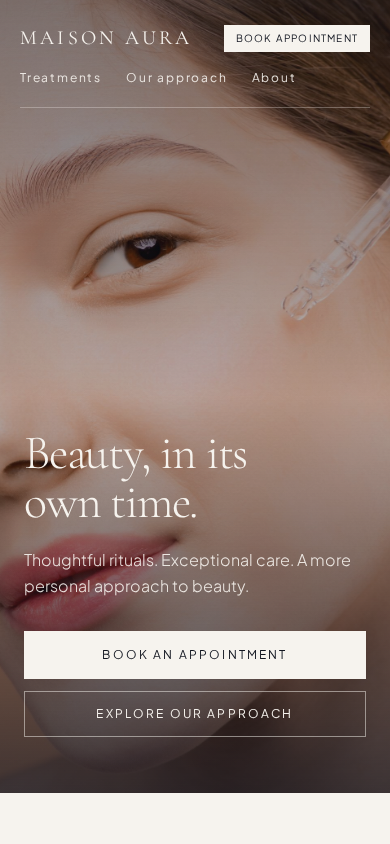 MAISON AURA
BOOK APPOINTMENT
Treatments Our approach About
Beauty, in its
own time.
Thoughtful rituals. Exceptional care. A more
personal approach to beauty.
BOOK AN APPOINTMENT
EXPLORE OUR APPROACH